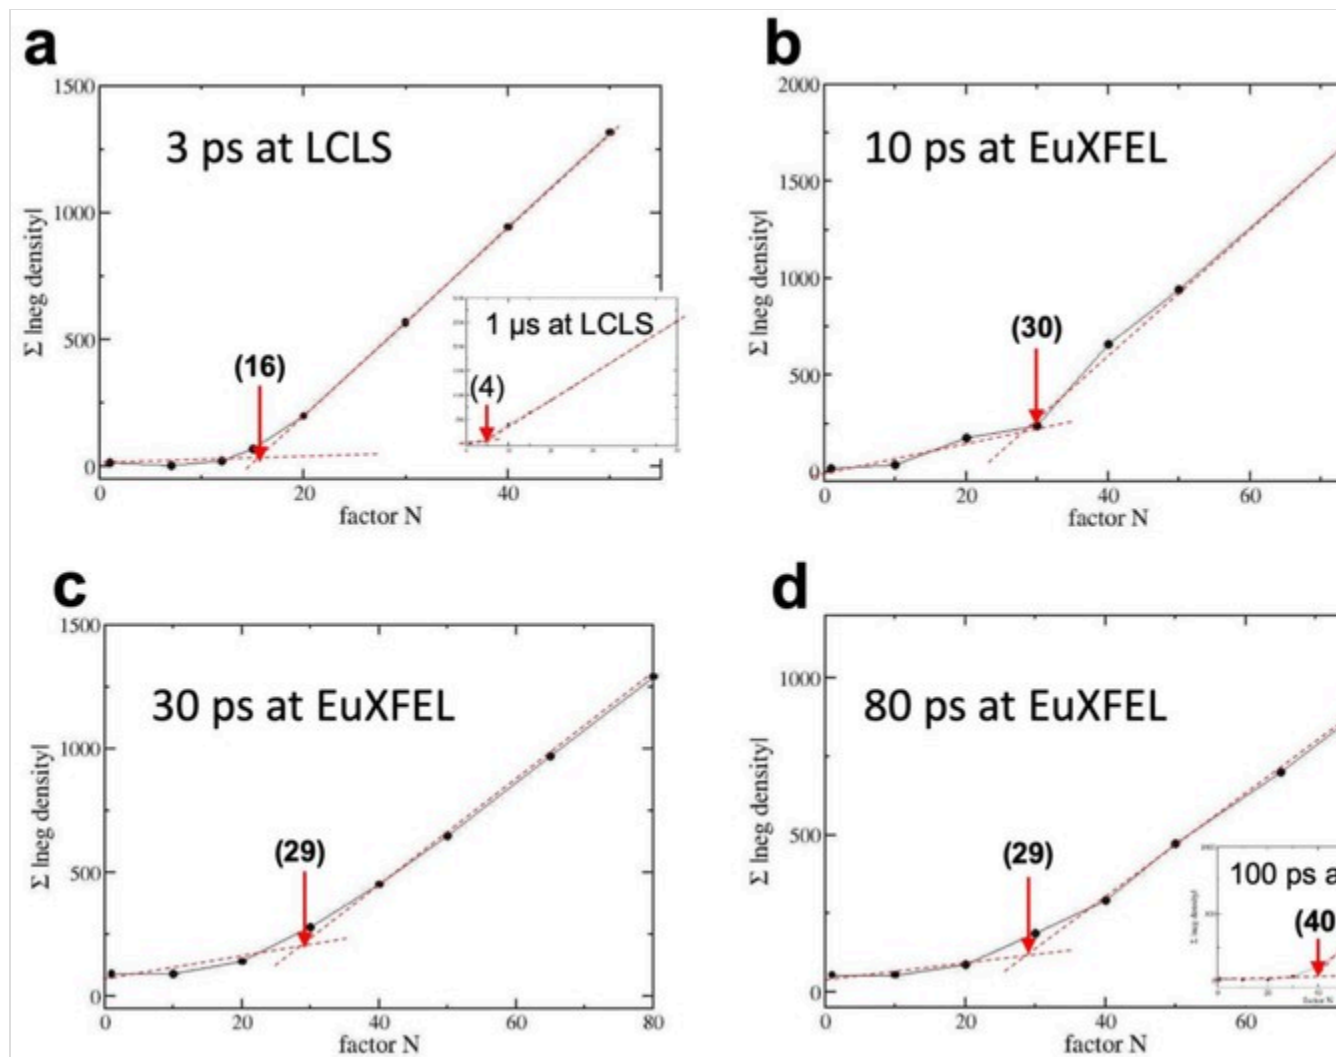 a
1500
1000
500
0
0
20
40
Σ |neg density|
factor N
3 ps at LCLS
(16)
1 µs at LCLS
(4)
b
2000
1500
1000
500
0
0
20
40
60
Σ |neg density|
factor N
10 ps at EuXFEL
(30)
c
1500
1000
500
0
0
20
40
60
80
Σ |neg density|
factor N
30 ps at EuXFEL
(29)
d
1000
500
0
0
20
40
60
Σ |neg density|
factor N
80 ps at EuXFEL
(29)
100 ps a
(40
Σ |neg density|
factor N